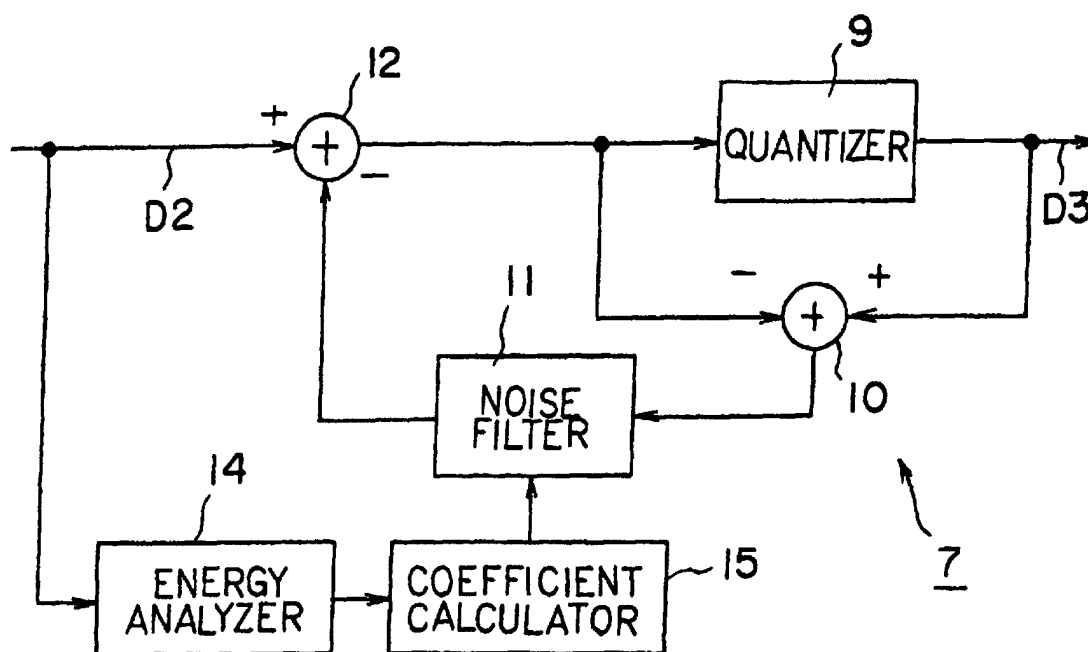 9
12
+
+
−
QUANTIZER
D2
D3
−
+
11
+
10
NOISE
FILTER
14
7
15
ENERGY
ANALYZER
COEFFICIENT
CALCULATOR